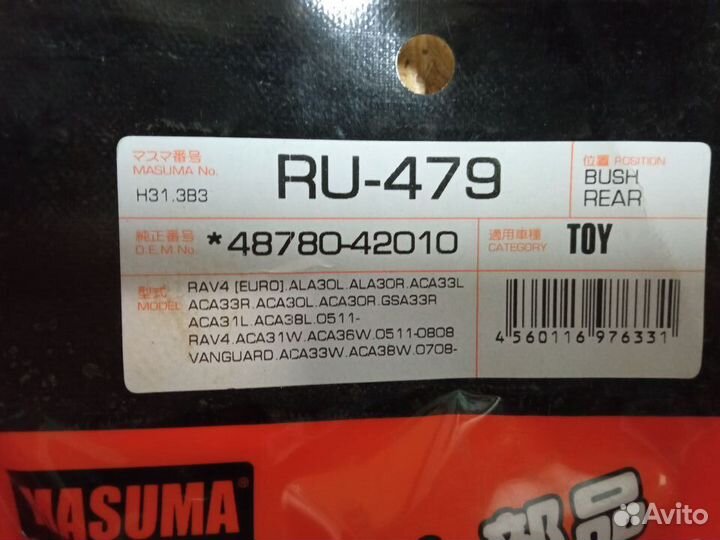 マスマ番号
MASUMA No.
H31.3B3
RU-479
位置 POSITION
BUSH
REAR
純正番号
O.E.M.No.
*48780-42010
適用車種
CATEGORY
TOY
型式
MODEL
RAV4 [EURO].ALA30L.ALA30R.ACA33L
ACA33R.ACA30L.ACA30R.GSA33R
ACA31L.ACA38L.0511-
RAV4.ACA31W.ACA36W.0511-0808
VANGUARD.ACA33W.ACA38W.0708-
4 560116 976331
MASUMA
部品
Avito